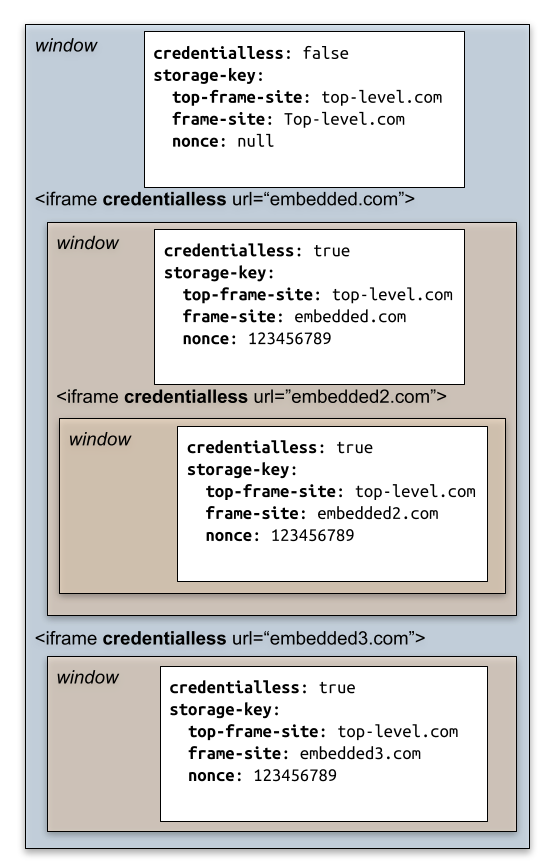 window
credentialless: false
storage-key:
top-frame-site: top-level.com
frame-site: Top-level.com
nonce: null
<iframe credentialless url=“embedded.com”>
window
credentialless: true
storage-key:
top-frame-site: top-level.com
frame-site: embedded.com
nonce: 123456789
<iframe credentialless url=”embedded2.com”>
window
credentialless: true
storage-key:
top-frame-site: top-level.com
frame-site: embedded2.com
nonce: 123456789
<iframe credentialless url=“embedded3.com”>
window
credentialless: true
storage-key:
top-frame-site: top-level.com
frame-site: embedded3.com
nonce: 123456789